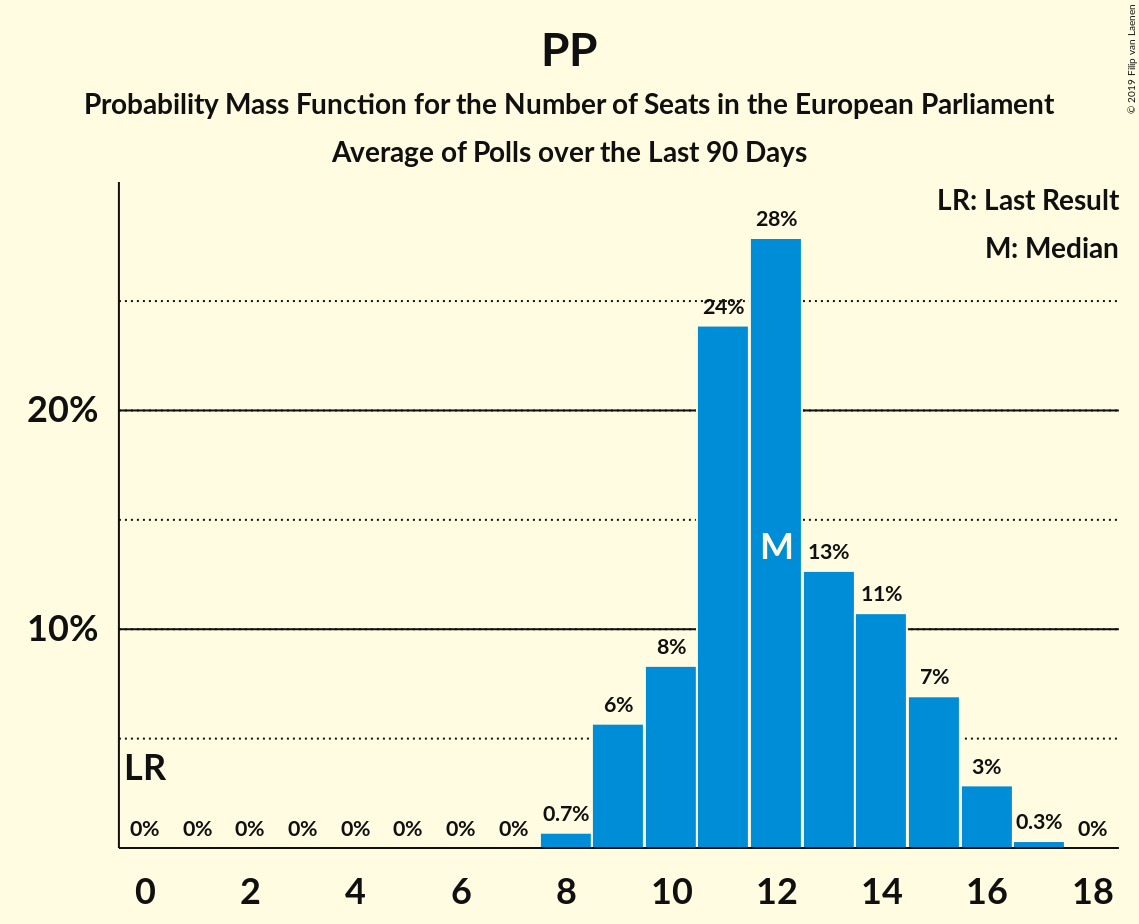 PP
Probability Mass Function for the Number of Seats in the European Parliament
Average of Polls over the Last 90 Days
© 2019 Filip van Laenen
LR: Last Result
M: Median
28%
24%
20%
M
13%
11%
10%
8%
7%
6%
LR
3%
0% 0% 0% 0% 0% 0% 0% 0% 0.7% 0.3% 0%
0 2 4 6 8 10 12 14 16 18